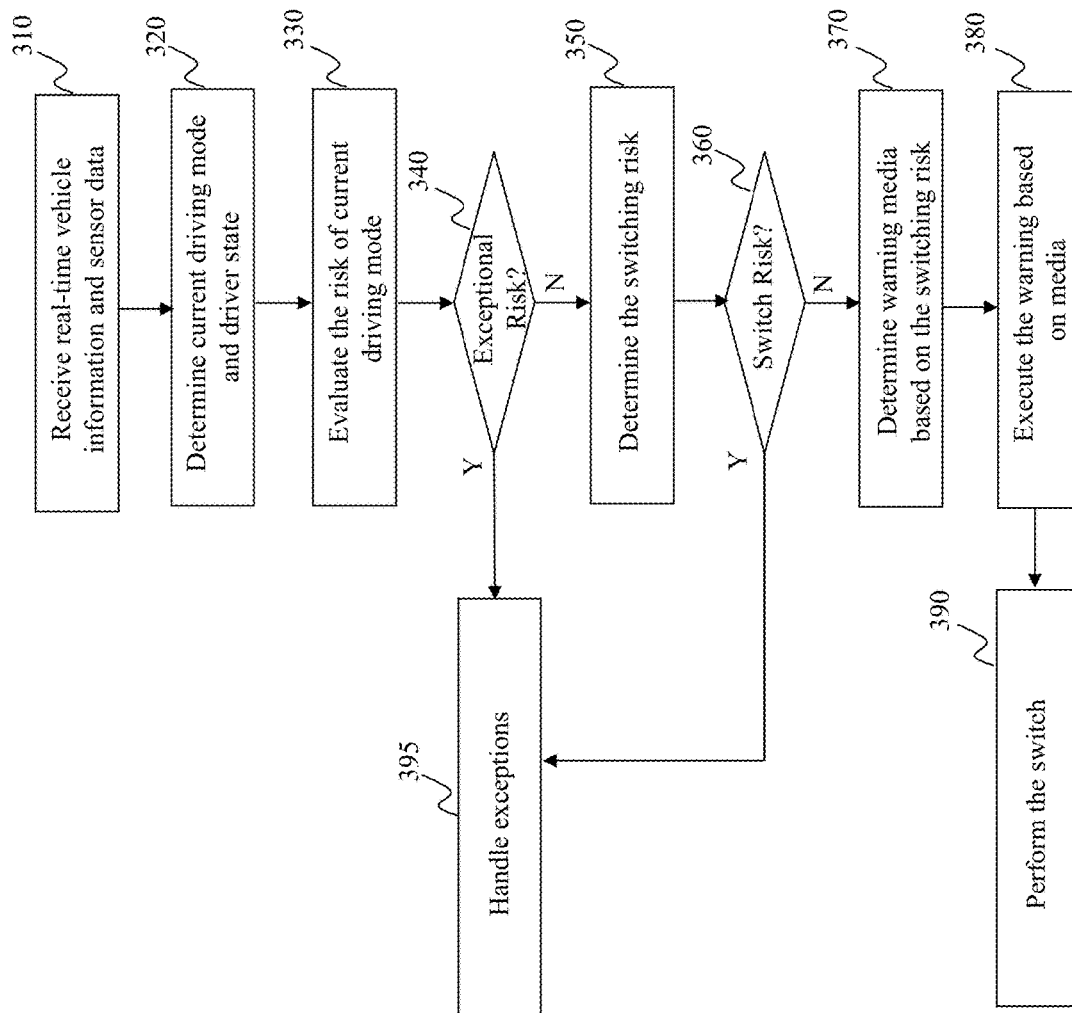 310
Receive real-time vehicle
information and sensor data
320
Determine current driving mode
and driver state
330
Evaluate the risk of current
driving mode
340
Exceptional
Risk?
Y
N
350
Determine the switching risk
360
Switch Risk?
Y
N
370
Determine warning media
based on the switching risk
380
Execute the warning based
on media
390
Perform the switch
395
Handle exceptions